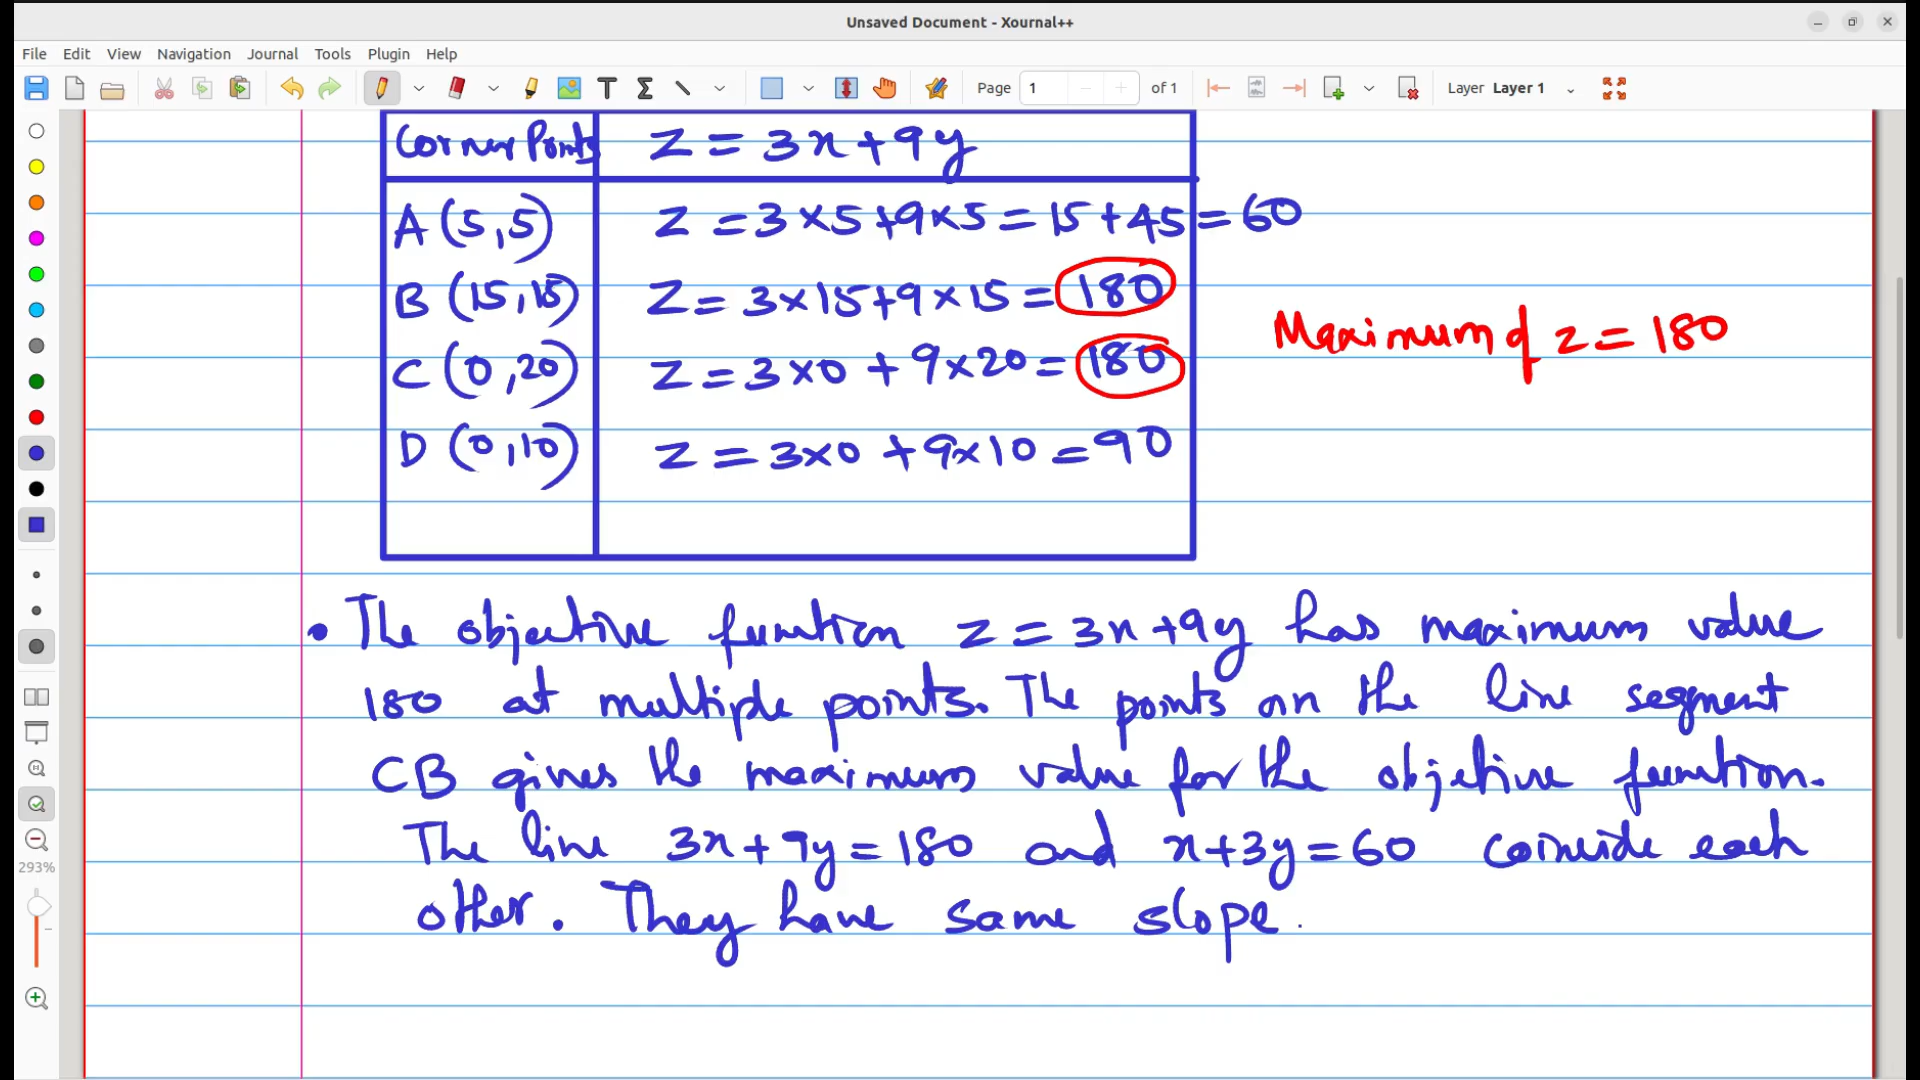 Unsaved Document - Xournal++
File Edit View Navigation Journal Tools Plugin Help
Page 1 of 1 Layer Layer 1
Corner Points z = 3x+9y
A (5,5) z = 3×5+9×5 = 15+45 = 60
B (15,15) z = 3×15+9×15 = 180
Maximum of z = 180
C (0,20) z = 3×0 + 9×20 = 180
D (0,10) z = 3×0 + 9×10 = 90
• The objective function z = 3x+9y has maximum value
180 at multiple points. The points on the line segment
CB gives the maximum value for the objetive function.
The line 3x+9y=180 and x+3y=60 coincide each
other. They have same slope.
293%